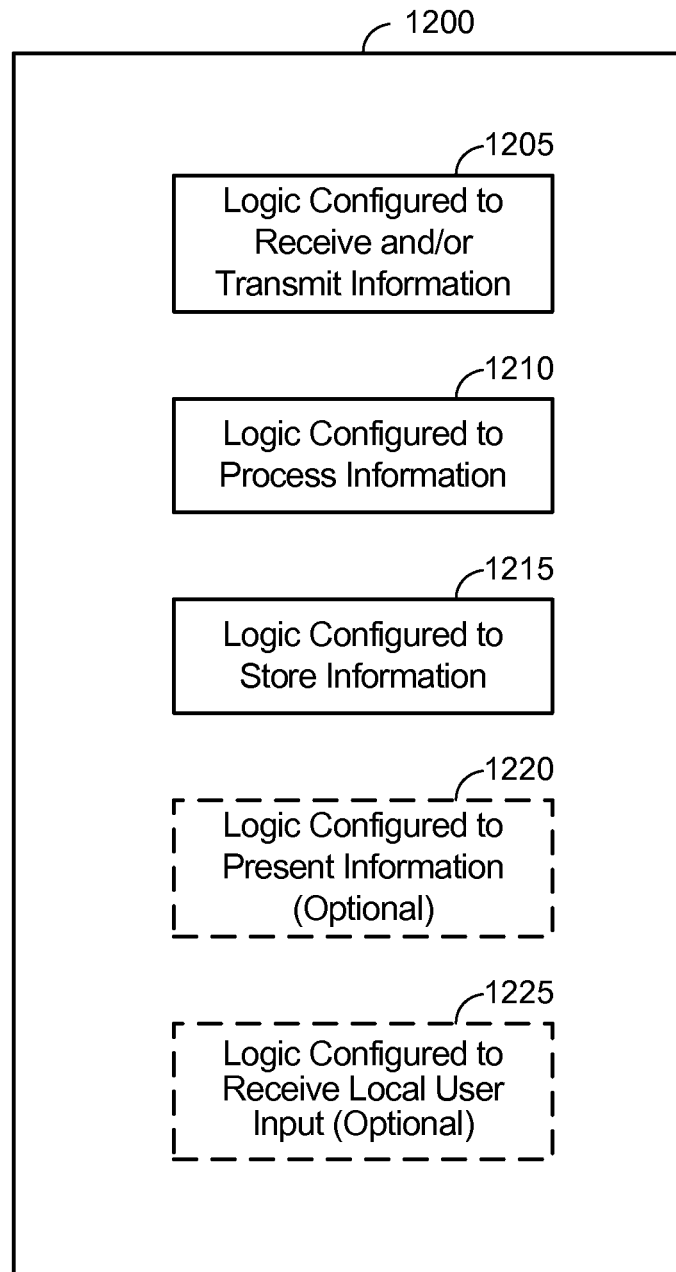 1200
1205
Logic Configured to
Receive and/or
Transmit Information
1210
Logic Configured to
Process Information
1215
Logic Configured to
Store Information
1220
Logic Configured to
Present Information
(Optional)
1225
Logic Configured to
Receive Local User
Input (Optional)